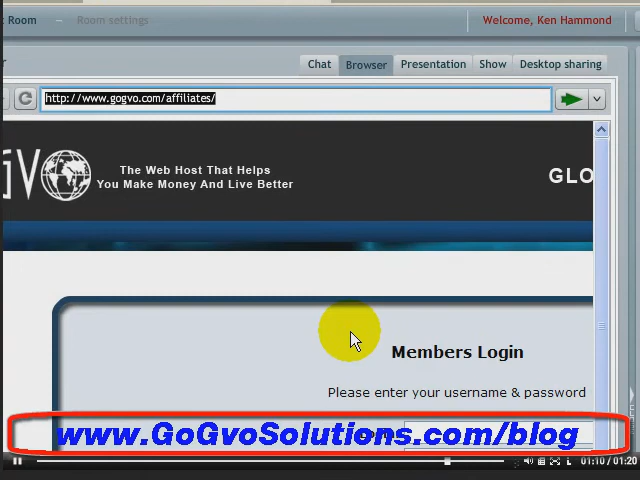 Room – Room settings
Welcome, Ken Hammond
Chat Browser Presentation Show Desktop sharing
http://www.gogvo.com/affiliates/
The Web Host That Helps
You Make Money And Live Better
GLO
Members Login
Please enter your username & password
www.GoGvoSolutions.com/blog
01:10 / 01:20